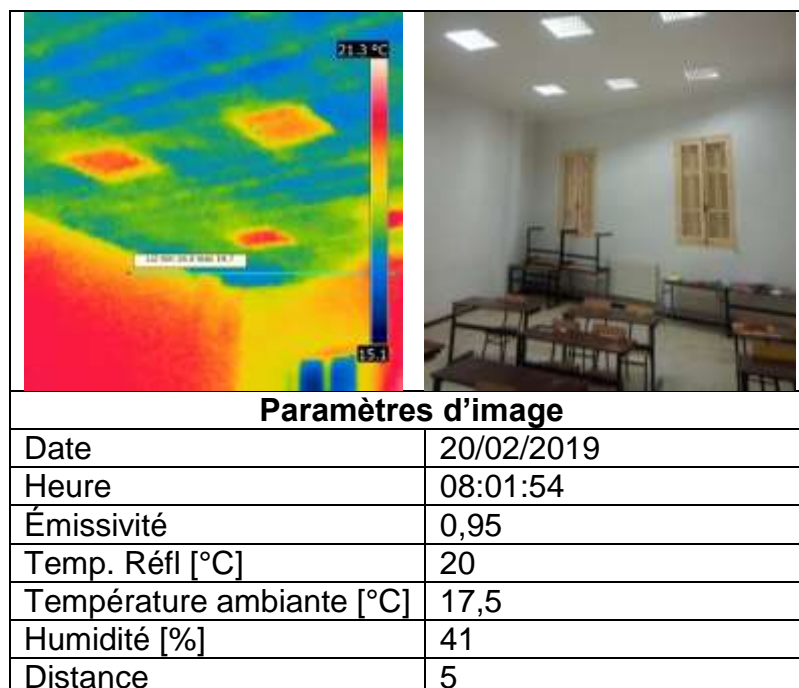 21.3 °C
15.1
Paramètres d’image
Date 20/02/2019
Heure 08:01:54
Émissivité 0,95
Temp. Réfl [°C] 20
Température ambiante [°C] 17,5
Humidité [%] 41
Distance 5